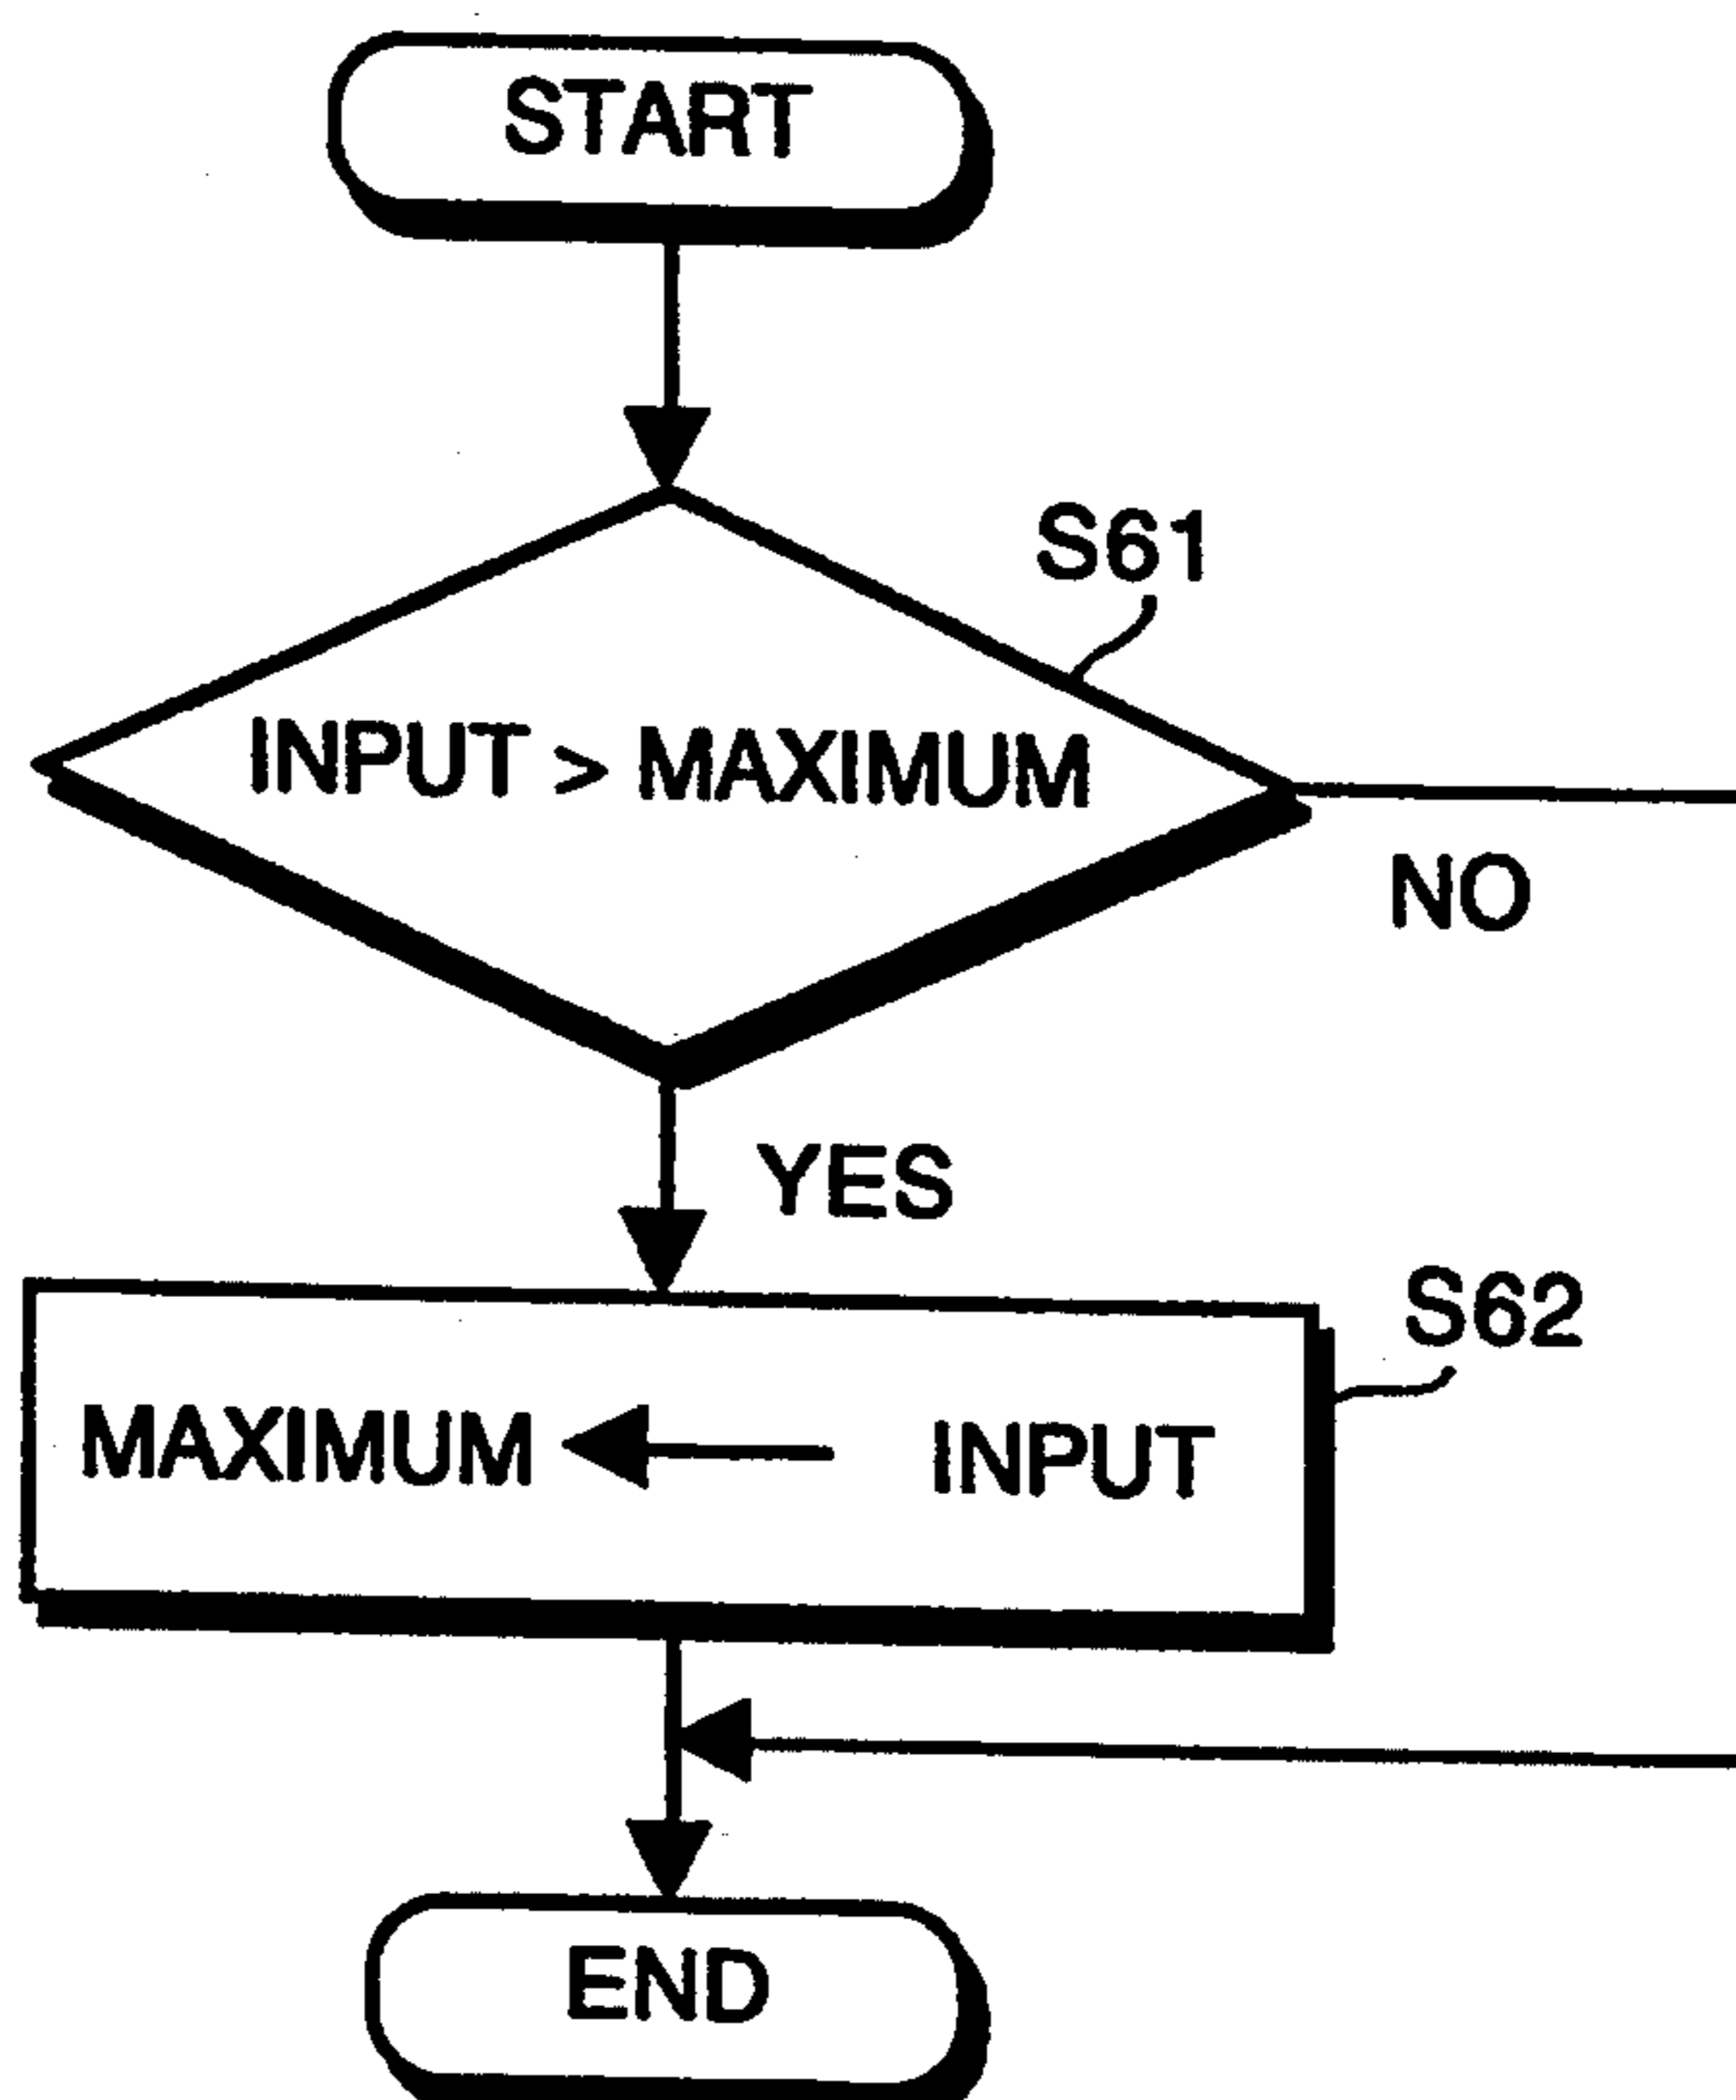 START
S61
INPUT > MAXIMUM
NO
YES
S62
MAXIMUM ← INPUT
END